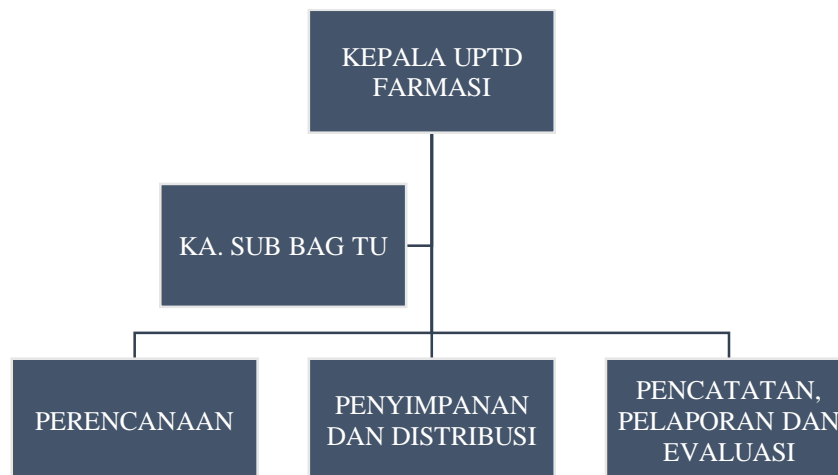 KEPALA UPTD
FARMASI
KA. SUB BAG TU
PERENCANAAN
PENYIMPANAN
DAN DISTRIBUSI
PENCATATAN,
PELAPORAN DAN
EVALUASI